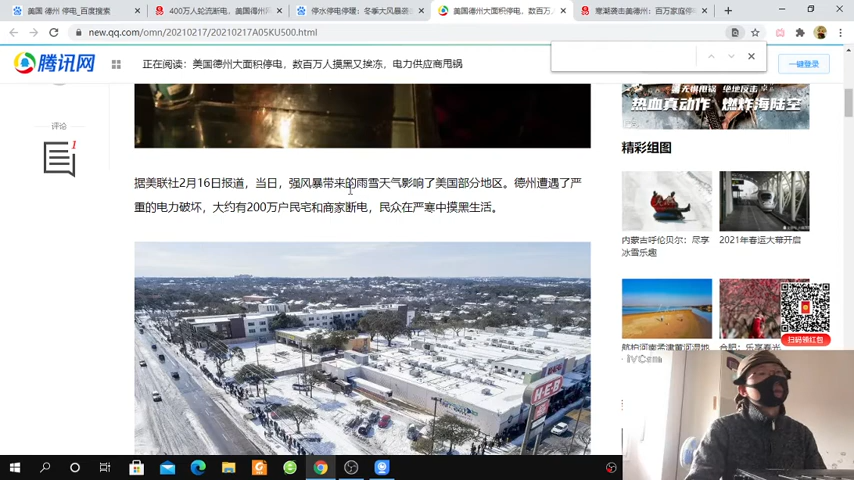 美国 德州 停电_百度搜索
400万人轮流断电，美国得州
停水停电停暖：冬季大风暴袭
美国德州大面积停电，数百万
寒潮袭击美德州：百万家庭停
new.qq.com/omn/20210217/20210217A05KU500.html
腾讯网
正在阅读：美国德州大面积停电，数百万人摸黑又挨冻，电力供应商甩锅
一键登录
评论
1
据美联社2月16日报道，当日，强风暴带来的雨雪天气影响了美国部分地区。德州遭遇了严
重的电力破坏，大约有200万户民宅和商家断电，民众在严寒中摸黑生活。
H-E-B
热血真动作 燃炸海陆空
精彩组图
内蒙古呼伦贝尔：尽享
冰雪乐趣
2021年春运大幕开启
扫码领红包
iVCam